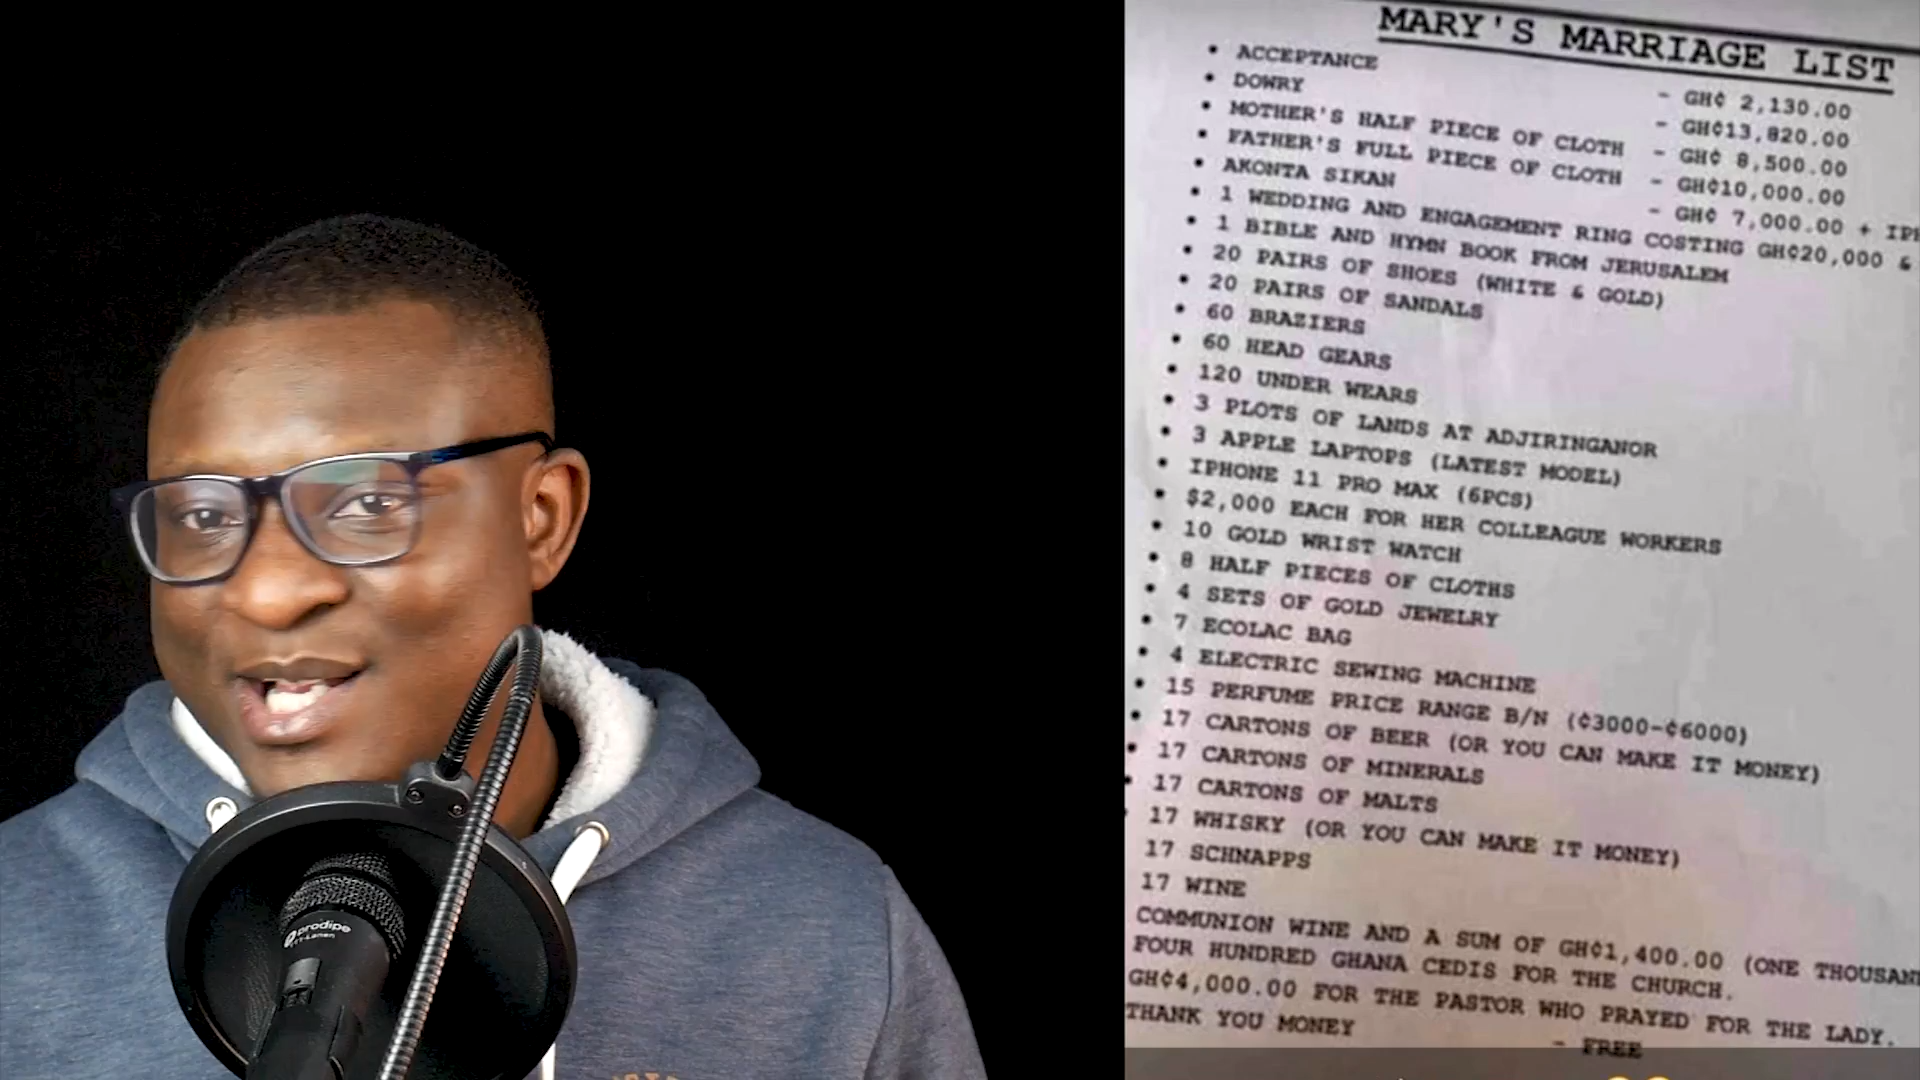 MARY'S MARRIAGE LIST
• ACCEPTANCE - GH¢ 2,130.00
• DOWRY - GH¢13,820.00
• MOTHER'S HALF PIECE OF CLOTH - GH¢ 8,500.00
• FATHER'S FULL PIECE OF CLOTH - GH¢10,000.00
• AKONTA SIKAN - GH¢ 7,000.00 +
• 1 WEDDING AND ENGAGEMENT RING COSTING GH¢20,000 &
• 1 BIBLE AND HYMN BOOK FROM JERUSALEM
• 20 PAIRS OF SHOES (WHITE & GOLD)
• 20 PAIRS OF SANDALS
• 60 BRAZIERS
• 60 HEAD GEARS
• 120 UNDER WEARS
• 3 PLOTS OF LANDS AT ADJIRINGANOR
• 3 APPLE LAPTOPS (LATEST MODEL)
• IPHONE 11 PRO MAX (6PCS)
• $2,000 EACH FOR HER COLLEAGUE WORKERS
• 10 GOLD WRIST WATCH
• 8 HALF PIECES OF CLOTHS
• 4 SETS OF GOLD JEWELRY
• 7 ECOLAC BAG
• 4 ELECTRIC SEWING MACHINE
• 15 PERFUME PRICE RANGE B/N (¢3000-¢6000)
• 17 CARTONS OF BEER (OR YOU CAN MAKE IT MONEY)
• 17 CARTONS OF MINERALS
• 17 CARTONS OF MALTS
• 17 WHISKY (OR YOU CAN MAKE IT MONEY)
17 SCHNAPPS
17 WINE
COMMUNION WINE AND A SUM OF GH¢1,400.00 (ONE THOUSAND
FOUR HUNDRED GHANA CEDIS FOR THE CHURCH.
GH¢4,000.00 FOR THE PASTOR WHO PRAYED FOR THE LADY.
THANK YOU MONEY - FREE
prodipe
TT1-Lanen